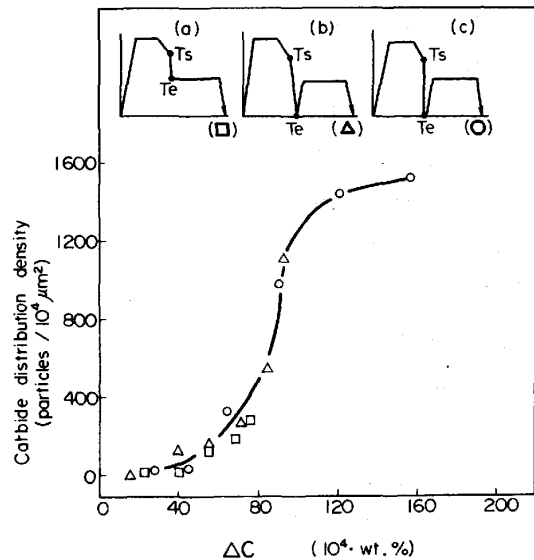 (a) (b) (c)
Ts Ts Ts
Te Te Te
(□) (△) (○)
1600
1200
800
400
0
Catbide distribution density
(particles / 10⁴ μm²)
0 40 80 120 160 200
ΔC (10⁴· wt. %)